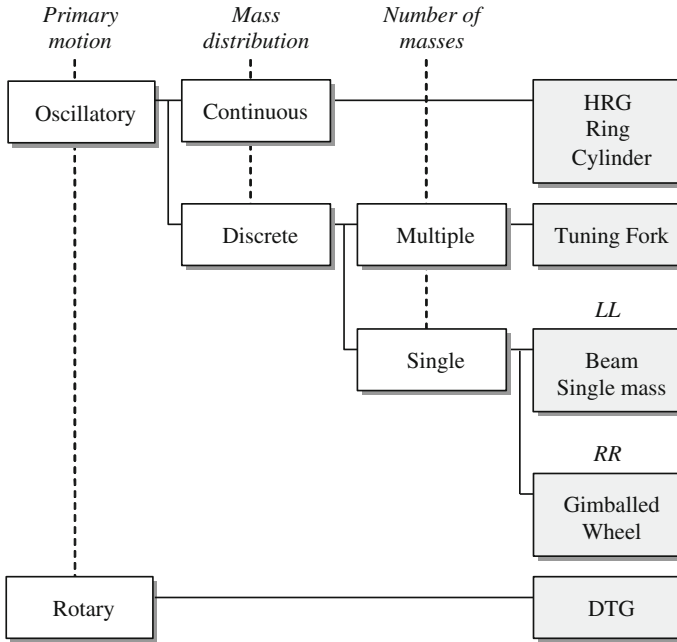 Primary
motion
Mass
distribution
Number of
masses
Oscillatory
Continuous
HRG
Ring
Cylinder
Discrete
Multiple
Tuning Fork
LL
Single
Beam
Single mass
RR
Gimballed
Wheel
Rotary
DTG